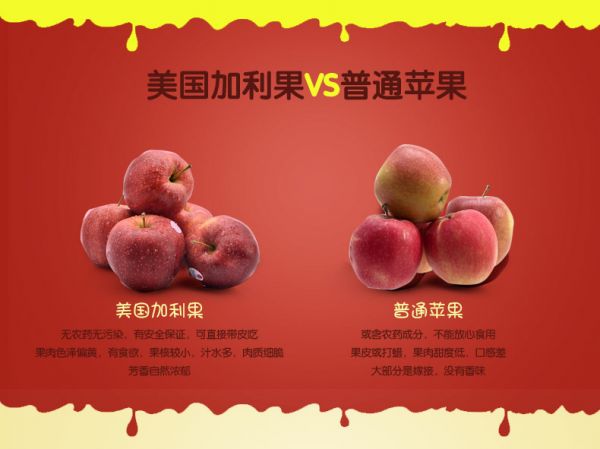 美国加利果VS普通苹果
美国加利果
无农药无污染，有安全保证，可直接带皮吃
果肉色泽偏黄，有食欲，果核较小，汁水多，肉质细脆
芳香自然浓郁
普通苹果
或含农药成分，不能放心食用
果皮或打蜡，果肉甜度低，口感差
大部分是嫁接，没有香味